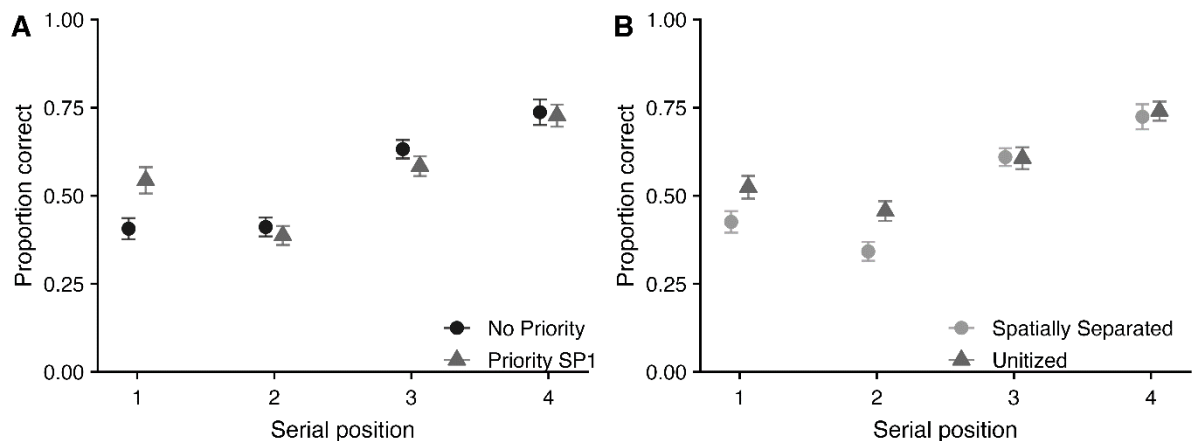 A
Proportion correct
1.00
0.75
0.50
0.25
0.00
No Priority
Priority SP1
1 2 3 4
Serial position
B
Proportion correct
1.00
0.75
0.50
0.25
0.00
Spatially Separated
Unitized
1 2 3 4
Serial position